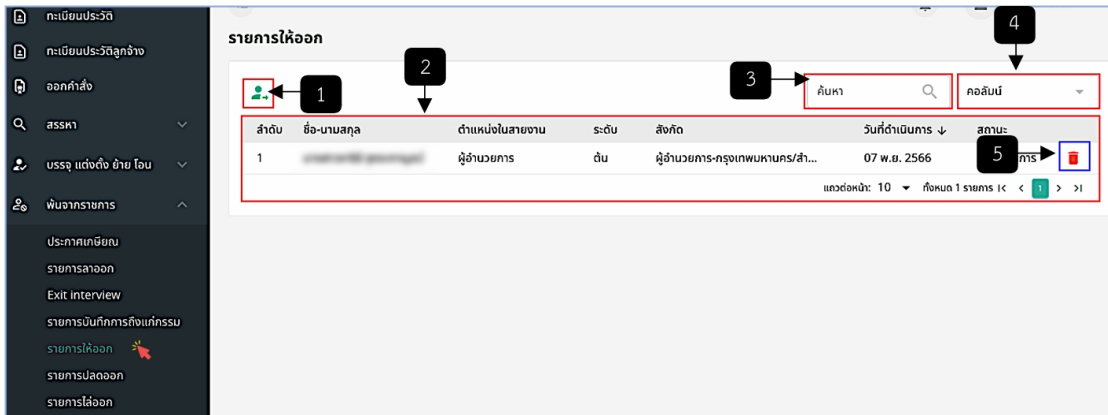 ทะเบียนประวัติ
ทะเบียนประวัติลูกจ้าง
ออกคำสั่ง
สรรหา
บรรจุ แต่งตั้ง ย้าย โอน
พ้นจากราชการ
ประกาศเกษียณ
รายการลาออก
Exit interview
รายการบันทึกการถึงแก่กรรม
รายการให้ออก
รายการปลดออก
รายการไล่ออก
รายการให้ออก
1
2
3
4
5
ค้นหา
คอลัมน์
ลำดับ ชื่อ-นามสกุล ตำแหน่งในสายงาน ระดับ สังกัด วันที่ดำเนินการ สถานะ
1 ผู้อำนวยการ ต้น ผู้อำนวยการ-กรุงเทพมหานคร/สำ... 07 พ.ย. 2566
แถวต่อหน้า: 10 ทั้งหมด 1 รายการ 1